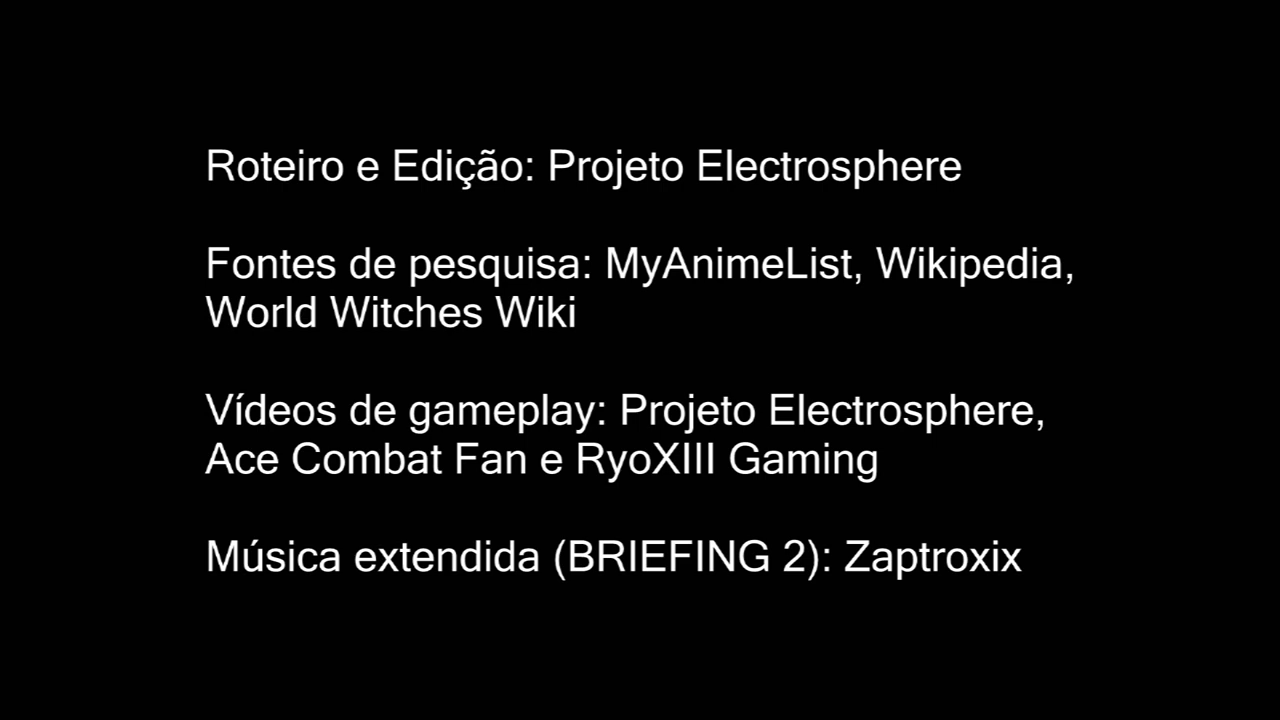 Roteiro e Edição: Projeto Electrosphere
Fontes de pesquisa: MyAnimeList, Wikipedia,
World Witches Wiki
Vídeos de gameplay: Projeto Electrosphere,
Ace Combat Fan e RyoXIII Gaming
Música extendida (BRIEFING 2): Zaptroxix